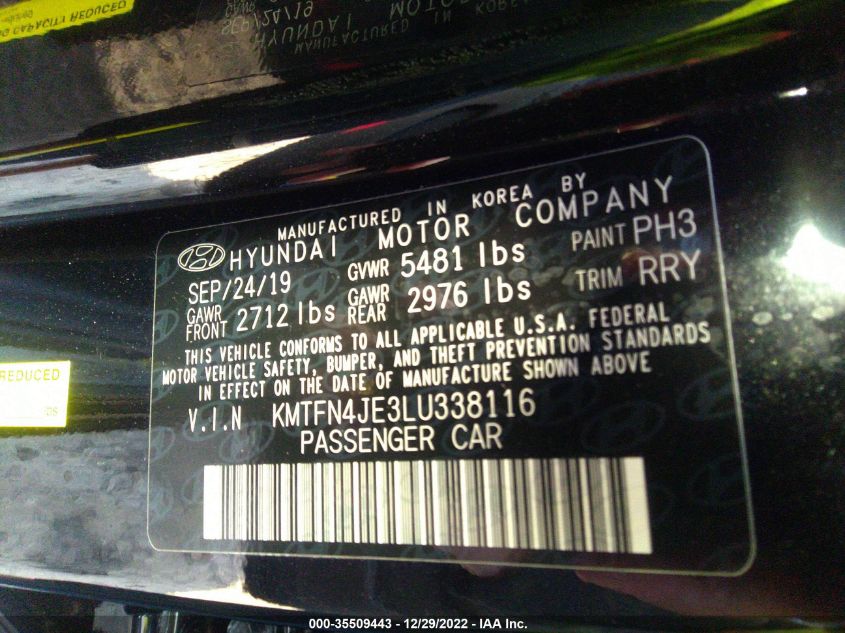 G CAPACITY REDUCED
MANUFACTURED IN KOREA BY
HYUNDAI MOTOR COMPANY
SEP/24/19 GVWR 5481 lbs PAINT PH3
GAWR FRONT 2712 lbs GAWR REAR 2976 lbs TRIM RRY
THIS VEHICLE CONFORMS TO ALL APPLICABLE U.S.A. FEDERAL
MOTOR VEHICLE SAFETY, BUMPER, AND THEFT PREVENTION STANDARDS
IN EFFECT ON THE DATE OF MANUFACTURE SHOWN ABOVE
V.I.N KMTFN4JE3LU338116
PASSENGER CAR
REDUCED
000-35509443 - 12/29/2022 - IAA Inc.